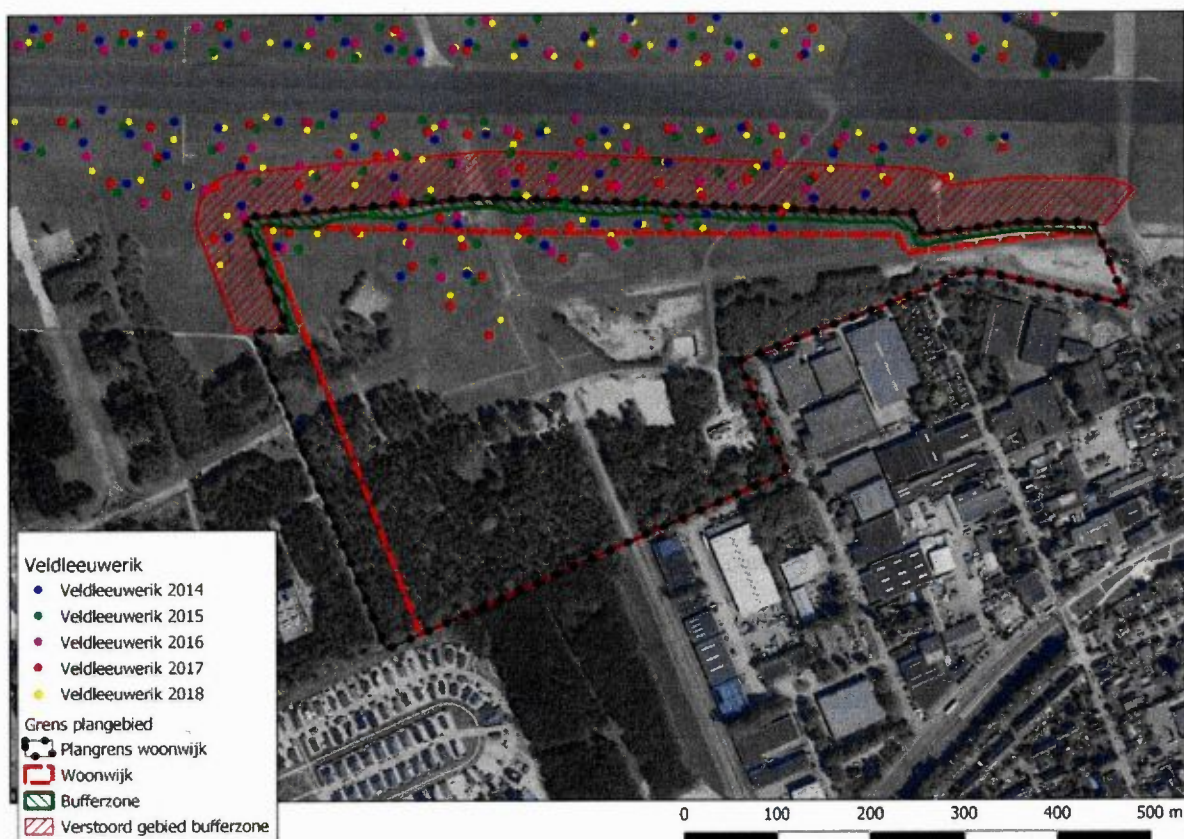 Veldleeuwerik
Veldleeuwerik 2014
Veldleeuwerik 2015
Veldleeuwerik 2016
Veldleeuwerik 2017
Veldleeuwerik 2018
Grens plangebied
Plangrens woonwijk
Woonwijk
Bufferzone
Verstoord gebied bufferzone
0 100 200 300 400 500 m